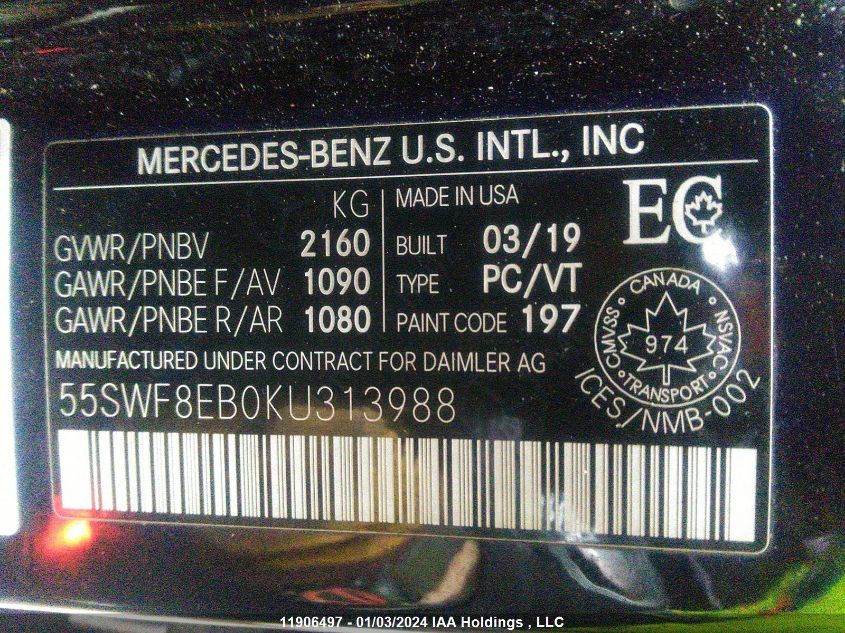 MERCEDES-BENZ U.S. INTL., INC
KG
GVWR/PNBV 2160
GAWR/PNBE F/AV 1090
GAWR/PNBE R/AR 1080
MADE IN USA
BUILT 03/19
TYPE PC/VT
PAINT CODE 197
EC
CANADA
CMVSS
974
NSVAC
TRANSPORT
ICES/NMB-002
MANUFACTURED UNDER CONTRACT FOR DAIMLER AG
55SWF8EB0KU313988
11906497 - 01/03/2024 IAA Holdings , LLC